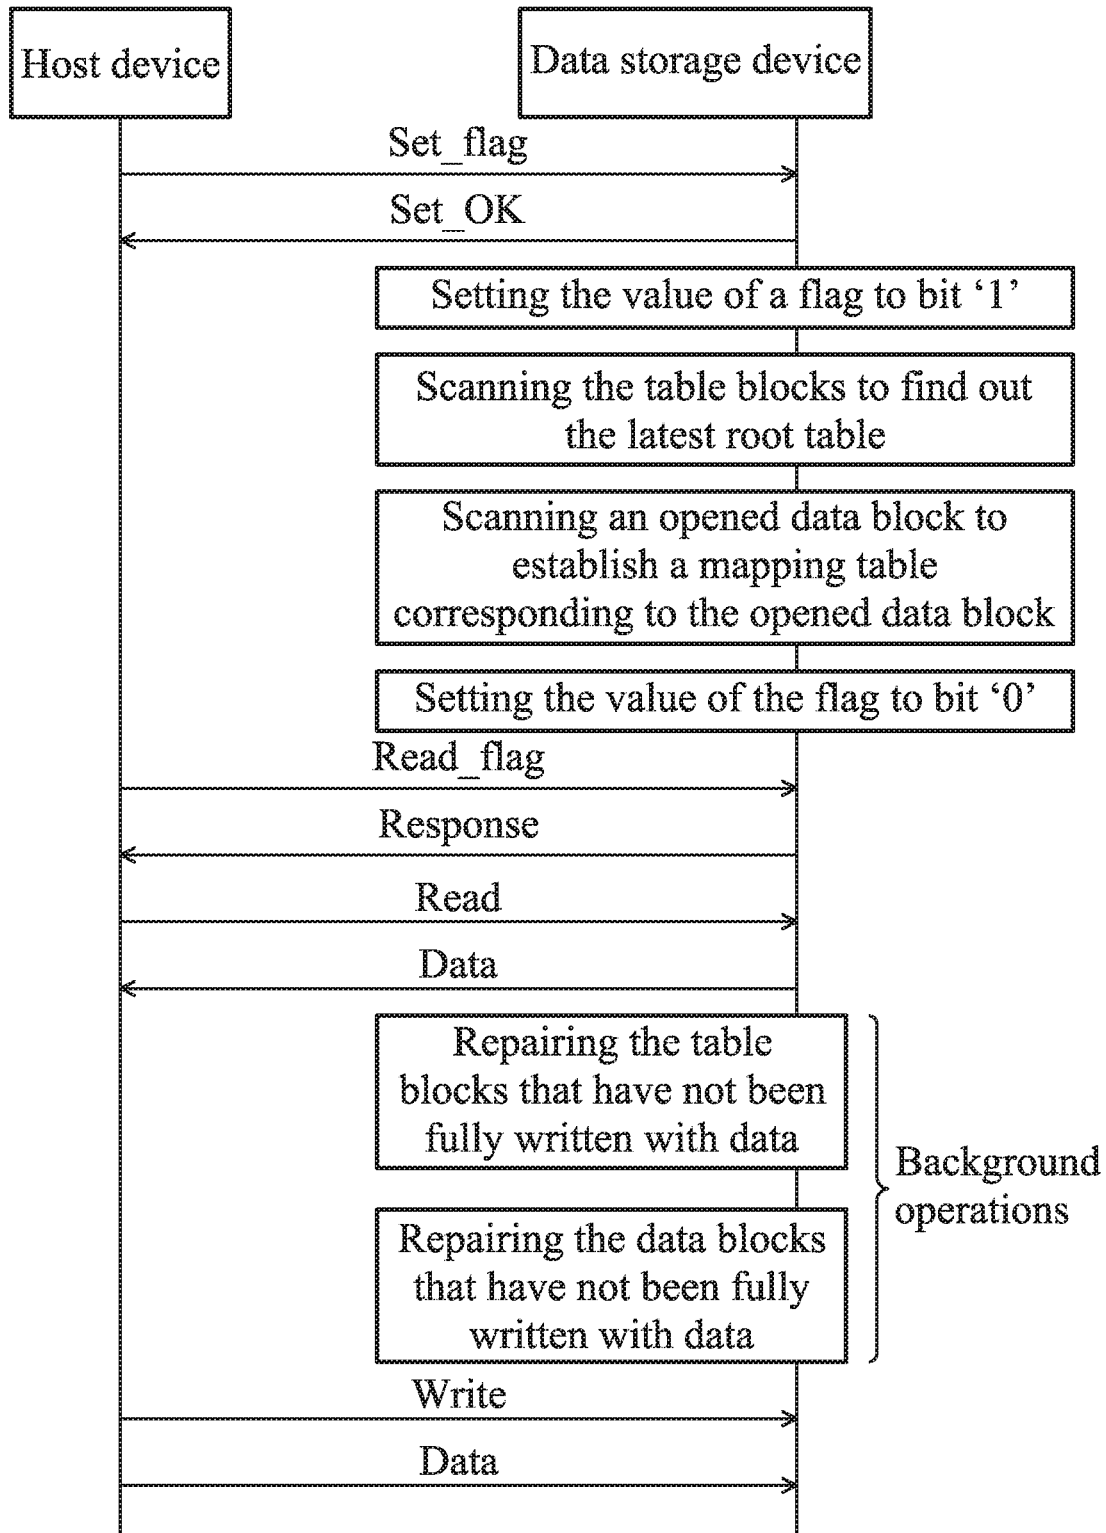 Host device
Data storage device
Set_flag
Set_OK
Setting the value of a flag to bit ‘1’
Scanning the table blocks to find out
the latest root table
Scanning an opened data block to
establish a mapping table
corresponding to the opened data block
Setting the value of the flag to bit ‘0’
Read_flag
Response
Read
Data
Repairing the table
blocks that have not been
fully written with data
Background
operations
Repairing the data blocks
that have not been fully
written with data
Write
Data